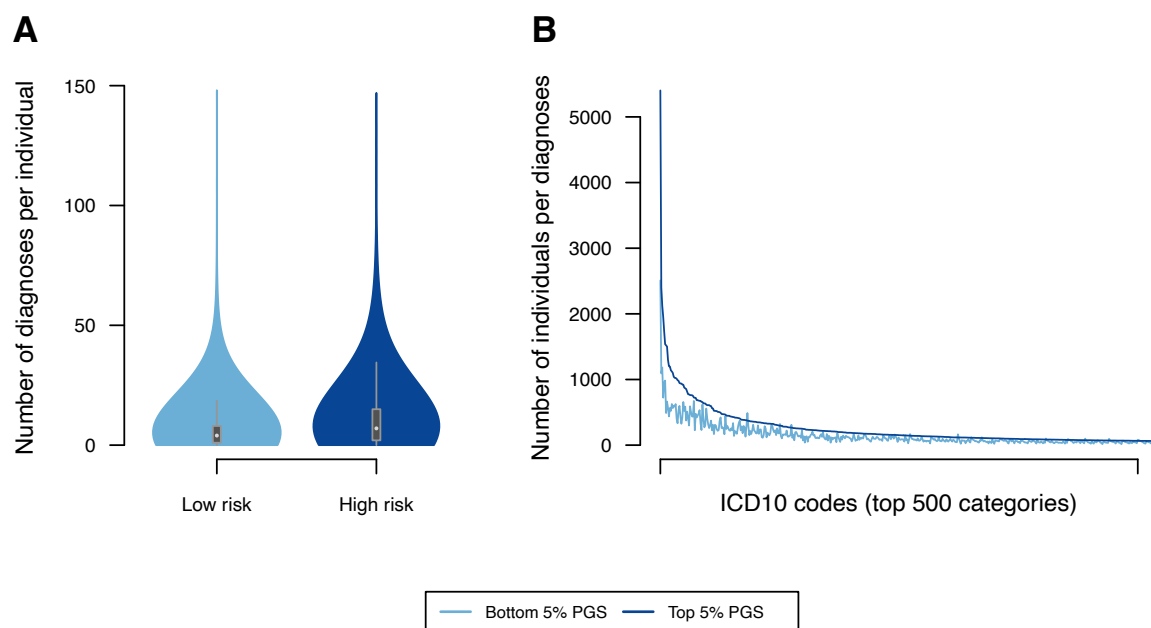 A
Number of diagnoses per individual
150
100
50
0
Low risk
High risk
B
Number of individuals per diagnoses
5000
4000
3000
2000
1000
0
ICD10 codes (top 500 categories)
Bottom 5% PGS Top 5% PGS